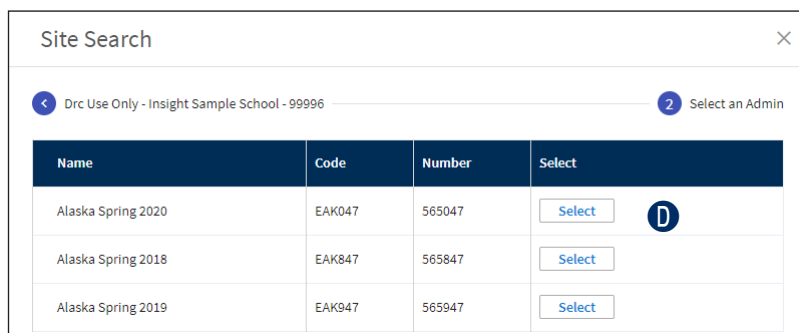 Site Search
Drc Use Only - Insight Sample School - 99996 2 Select an Admin
Name Code Number Select
Alaska Spring 2020 EAK047 565047 Select D
Alaska Spring 2018 EAK847 565847 Select
Alaska Spring 2019 EAK947 565947 Select